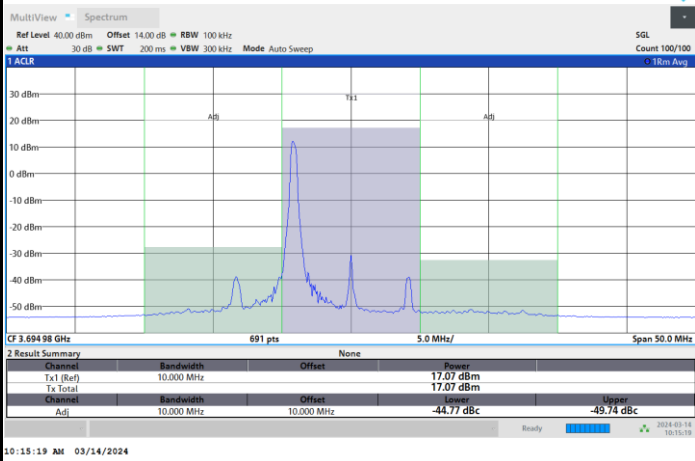 MultiView Spectrum
Ref Level 40.00 dBm Offset 14.00 dB RBW 100 kHz SGL
Att 30 dB SWT 200 ms VBW 300 kHz Mode Auto Sweep Count 100/100
1 ACLR 1Rm Avg
30 dBm
Tx1
20 dBm
Adj Adj
10 dBm
0 dBm
-10 dBm
-20 dBm
-30 dBm
-40 dBm
-50 dBm
CF 3.69498 GHz 691 pts 5.0 MHz/ Span 50.0 MHz
2 Result Summary None
Channel Bandwidth Offset Power
Tx1 (Ref) 10.000 MHz 17.07 dBm
Tx Total 17.07 dBm
Channel Bandwidth Offset Lower Upper
Adj 10.000 MHz 10.000 MHz -44.77 dBc -49.74 dBc
Ready 2024-03-14
10:15:19
10:15:19 AM 03/14/2024